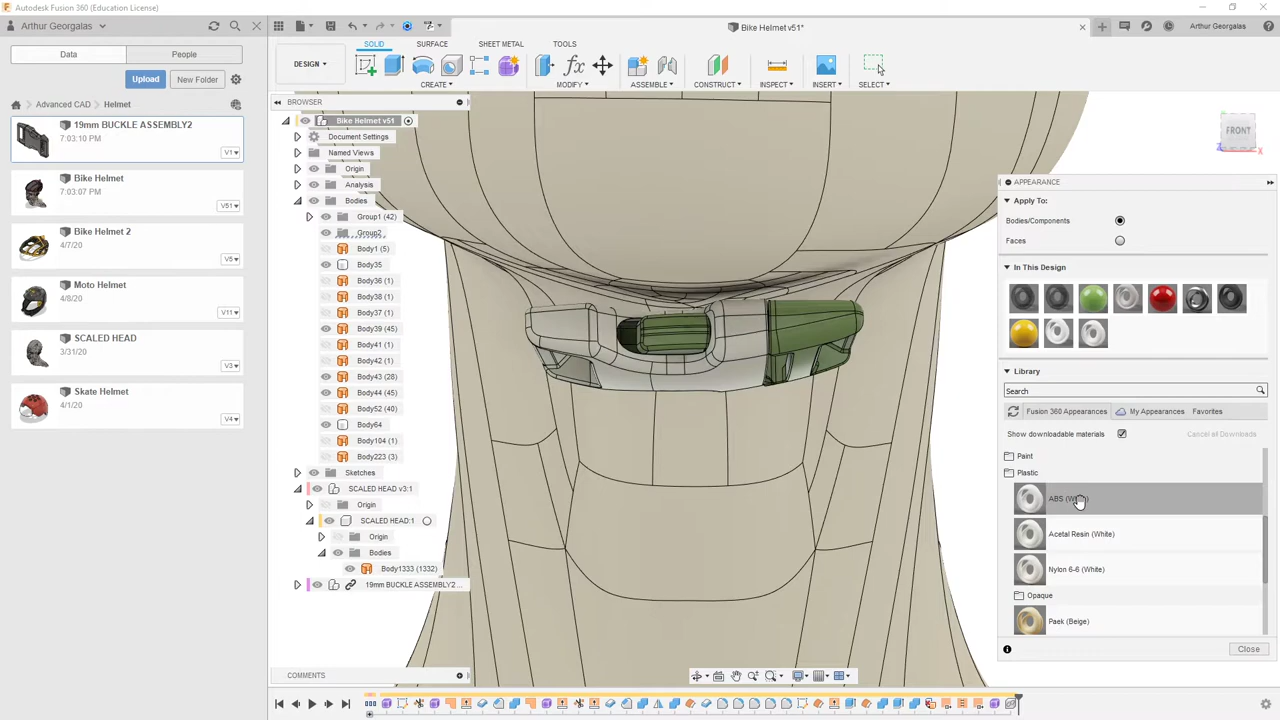 Autodesk Fusion 360 (Education License)
Arthur Georgalas
Bike Helmet v51*
Arthur Georgalas
Data People
SOLID SURFACE SHEET METAL TOOLS
DESIGN
CREATE MODIFY ASSEMBLE CONSTRUCT INSPECT INSERT SELECT
Upload New Folder
Advanced CAD Helmet
19mm BUCKLE ASSEMBLY2
7:03:10 PM
V1
Bike Helmet
7:03:07 PM
V51
Bike Helmet 2
4/7/20
V6
Moto Helmet
4/8/20
V11
SCALED HEAD
3/31/20
V3
Skate Helmet
4/1/20
V4
BROWSER
Bike Helmet v51
Document Settings
Named Views
Origin
Analysis
Bodies
Group1 (42)
Group2
Body1 (5)
Body35
Body36 (1)
Body38 (1)
Body37 (1)
Body39 (45)
Body41 (1)
Body42 (1)
Body43 (28)
Body44 (45)
Body52 (40)
Body64
Body104 (1)
Body223 (3)
Sketches
SCALED HEAD v3:1
Origin
SCALED HEAD:1
Origin
Bodies
Body1333 (1332)
19mm BUCKLE ASSEMBLY2...
COMMENTS
FRONT
Z X
APPEARANCE
Apply To:
Bodies/Components
Faces
In This Design
Library
Search
Fusion 360 Appearances My Appearances Favorites
Show downloadable materials Cancel all Downloads
Paint
Plastic
ABS (White)
Acetal Resin (White)
Nylon 6-6 (White)
Opaque
Paek (Beige)
Close